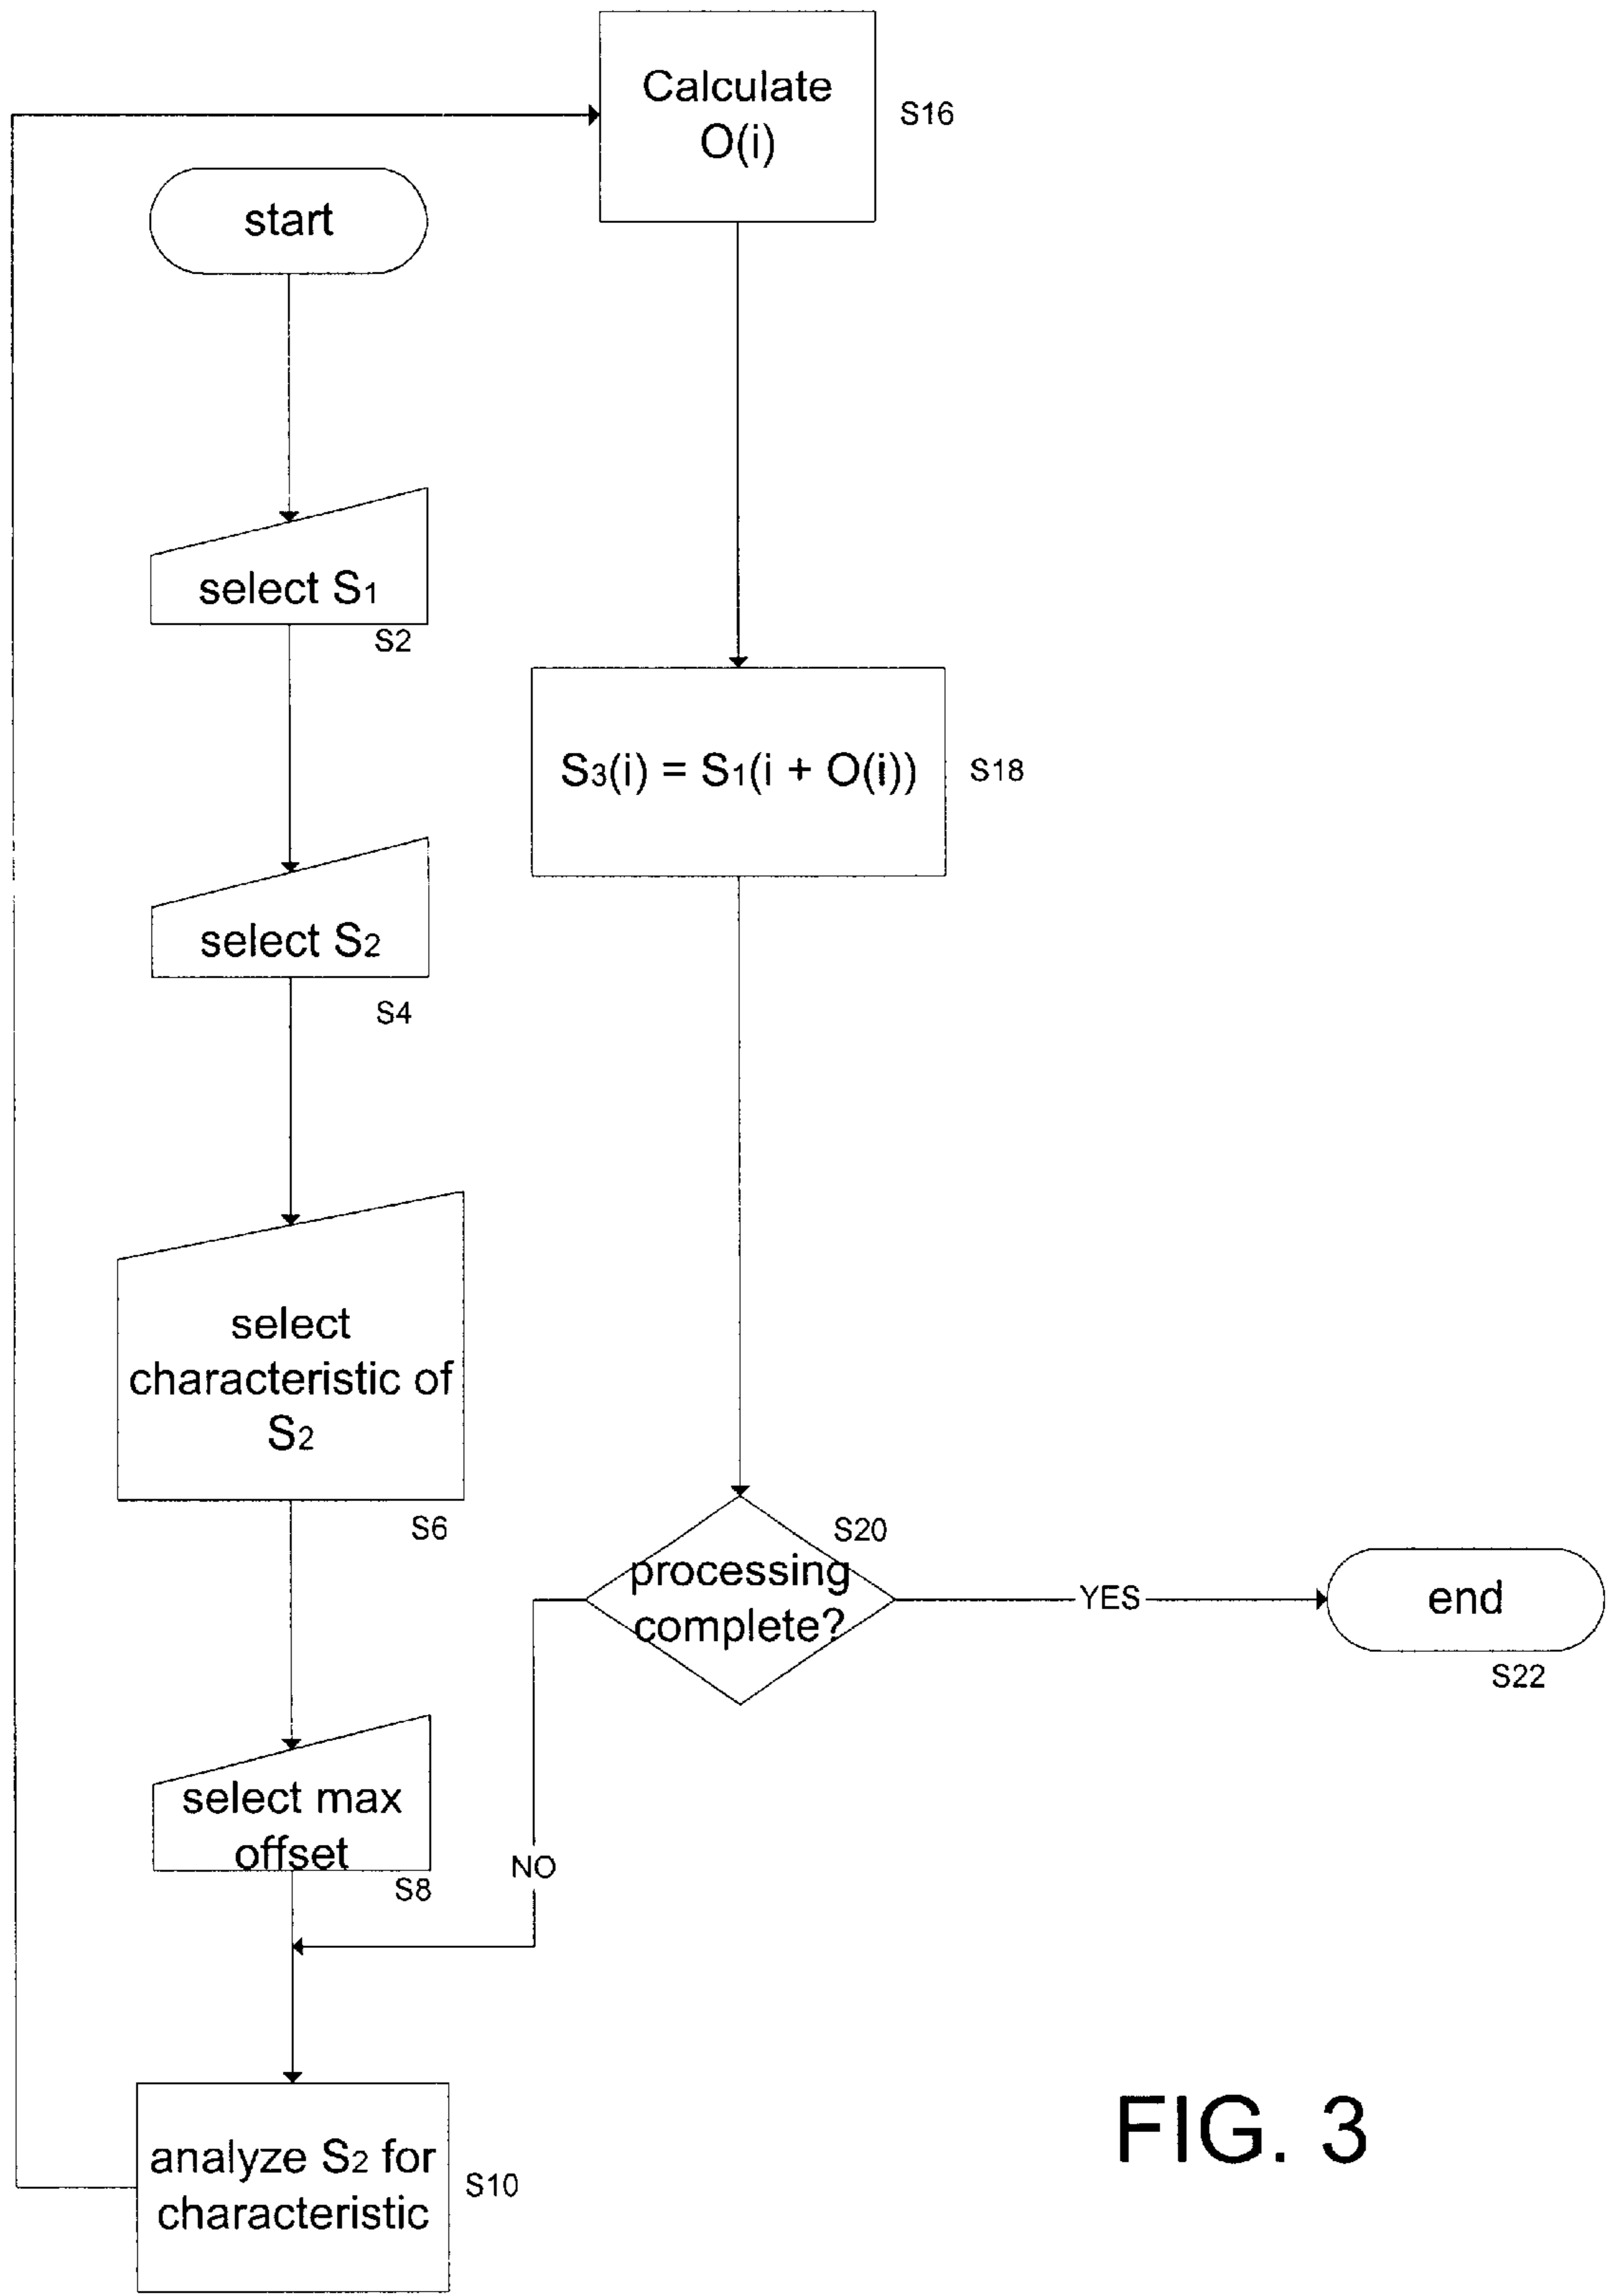 Calculate
O(i)
S16
start
select S₁
S2
S₃(i) = S₁(i + O(i))
S18
select S₂
S4
select
characteristic of
S₂
S6
S20
processing
complete?
YES
end
S22
select max
offset
S8
NO
analyze S₂ for
characteristic
S10
FIG. 3